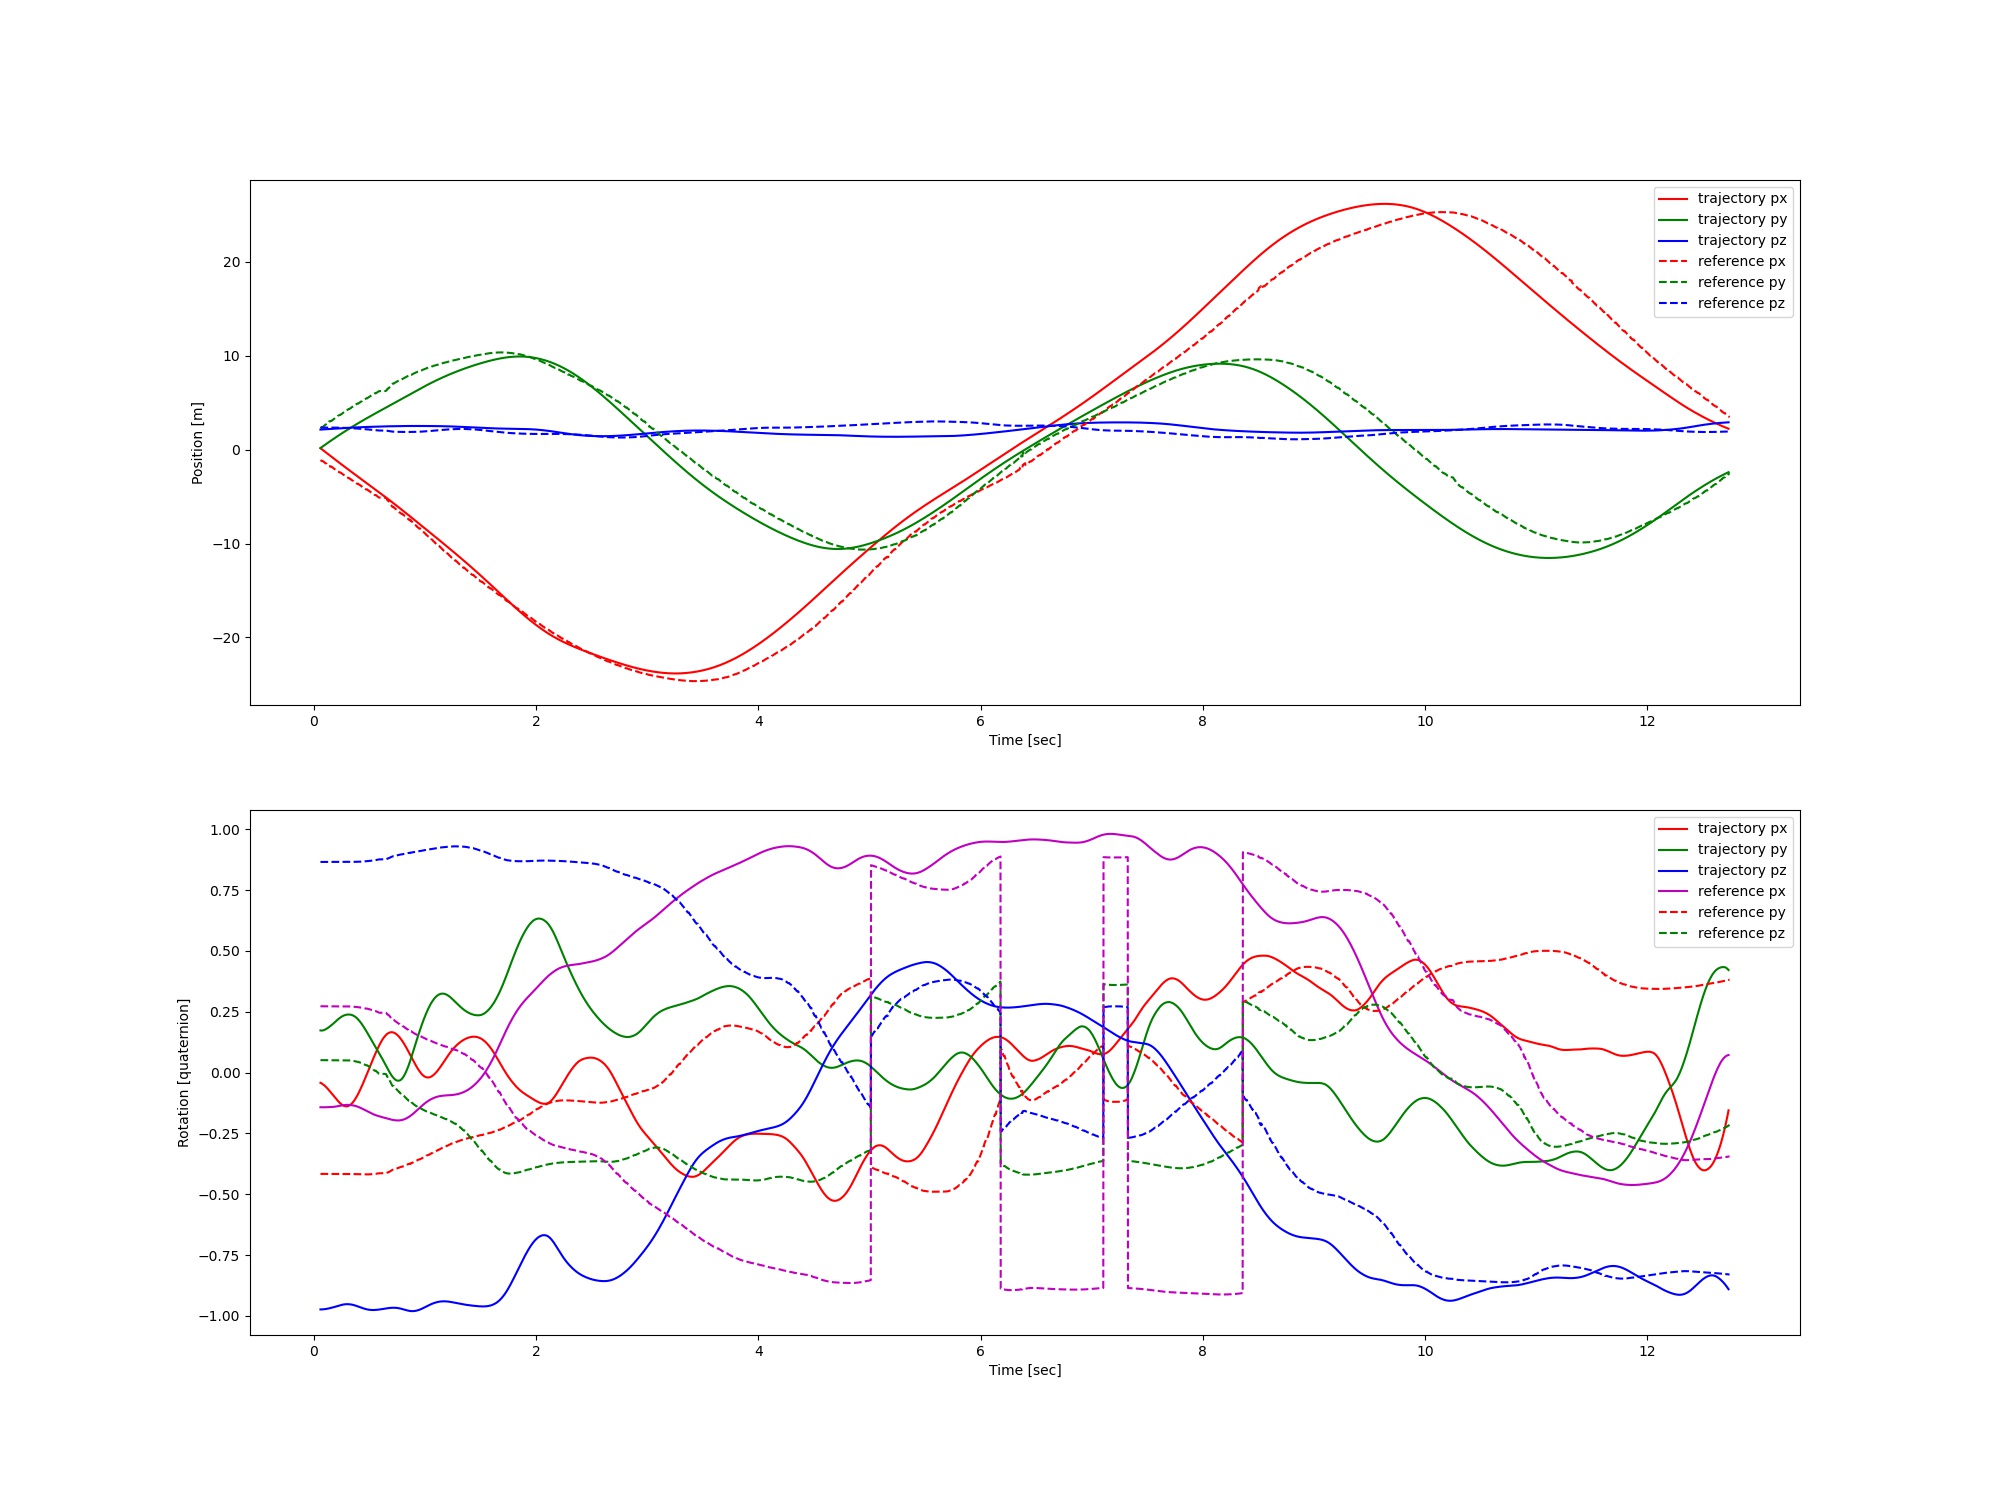 20
10
0
−10
−20
Position [m]
0 2 4 6 8 10 12
Time [sec]
trajectory px
trajectory py
trajectory pz
reference px
reference py
reference pz
1.00
0.75
0.50
0.25
0.00
−0.25
−0.50
−0.75
−1.00
Rotation [quaternion]
0 2 4 6 8 10 12
Time [sec]
trajectory px
trajectory py
trajectory pz
reference px
reference py
reference pz